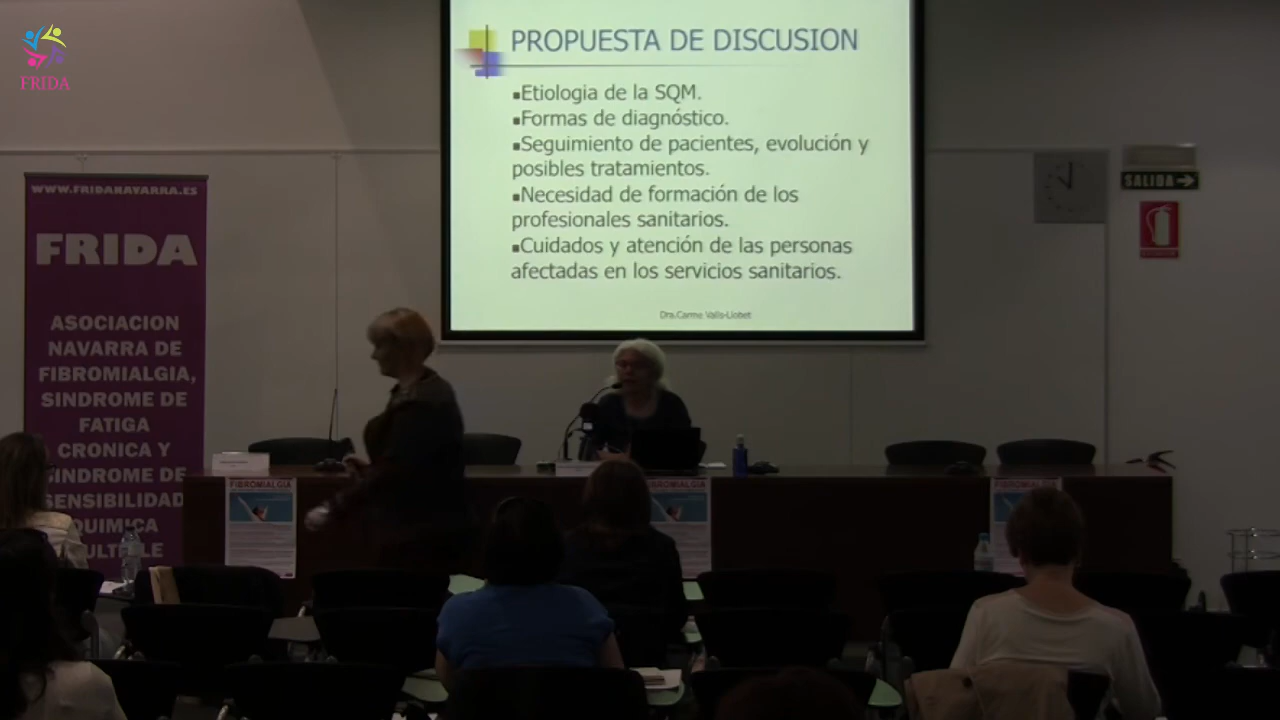 FRIDA
PROPUESTA DE DISCUSION
▪Etiologia de la SQM.
▪Formas de diagnóstico.
▪Seguimiento de pacientes, evolución y
posibles tratamientos.
▪Necesidad de formación de los
profesionales sanitarios.
▪Cuidados y atención de las personas
afectadas en los servicios sanitarios.
Dra.Carme Valls-Llobet
SALIDA
WWW.FRIDANAVARRA.ES
FRIDA
ASOCIACION
NAVARRA DE
FIBROMIALGIA,
SINDROME DE
FATIGA
CRONICA Y
SINDROME DE
SENSIBILIDAD
QUIMICA
FIBROMIALGIA